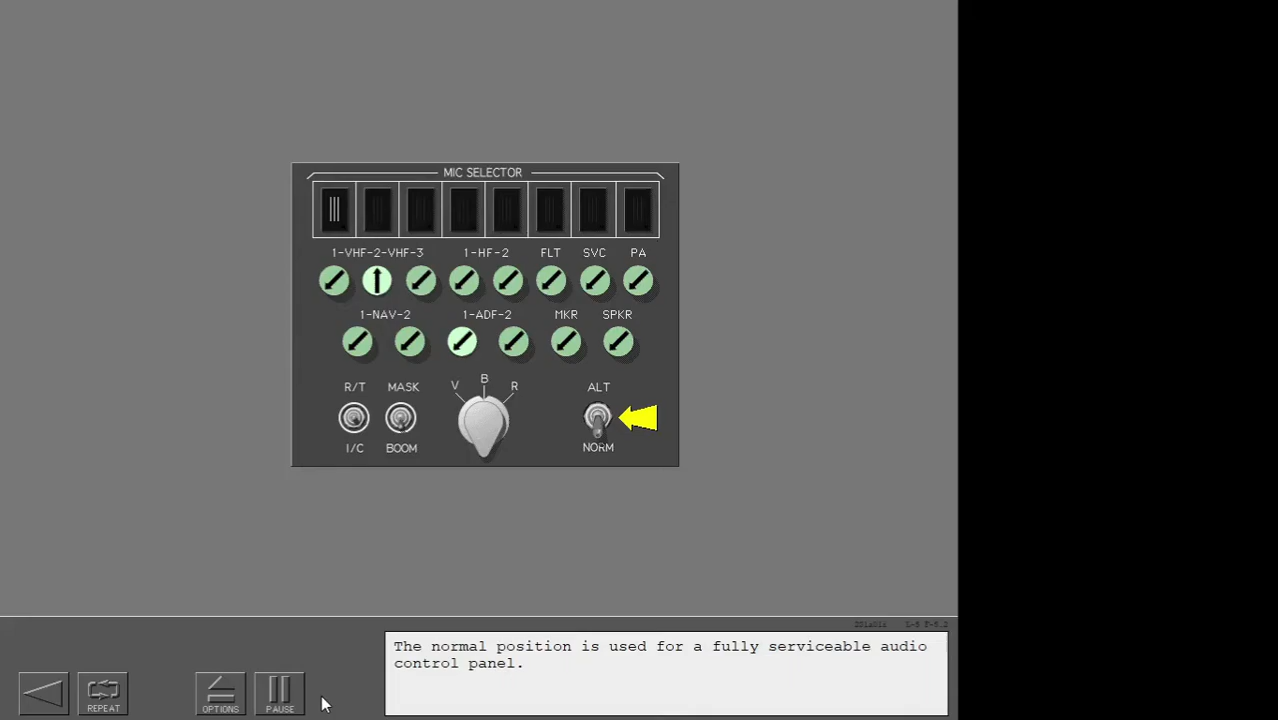 MIC SELECTOR
1-VHF-2-VHF-3 1-HF-2 FLT SVC PA
1-NAV-2 1-ADF-2 MKR SPKR
R/T MASK V B R ALT
I/C BOOM NORM
The normal position is used for a fully serviceable audio
control panel.
REPEAT OPTIONS PAUSE